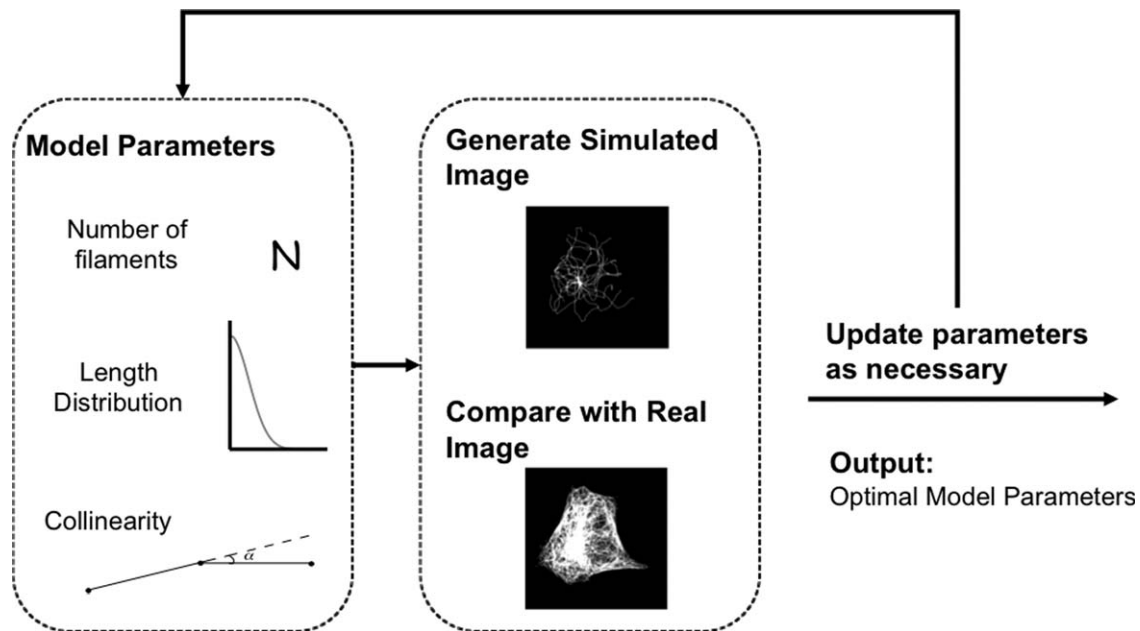 Model Parameters
Number of
filaments
N
Length
Distribution
Collinearity
α
Generate Simulated
Image
Compare with Real
Image
Update parameters
as necessary
Output:
Optimal Model Parameters